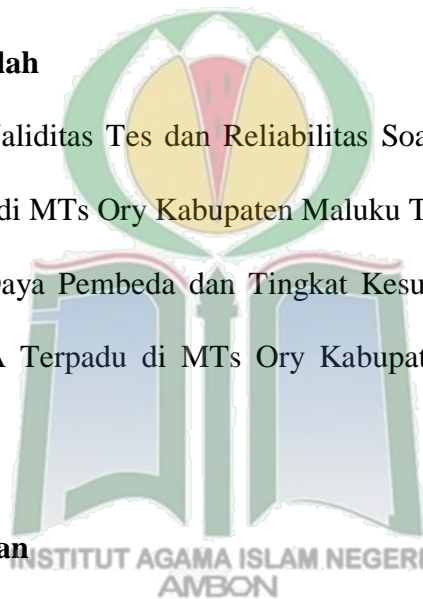 lah
Validitas Tes dan Reliabilitas Soa
di MTs Ory Kabupaten Maluku T
Daya Pembeda dan Tingkat Kesu
A Terpadu di MTs Ory Kabupat
an
INSTITUT AGAMA ISLAM NEGERI
AMBON